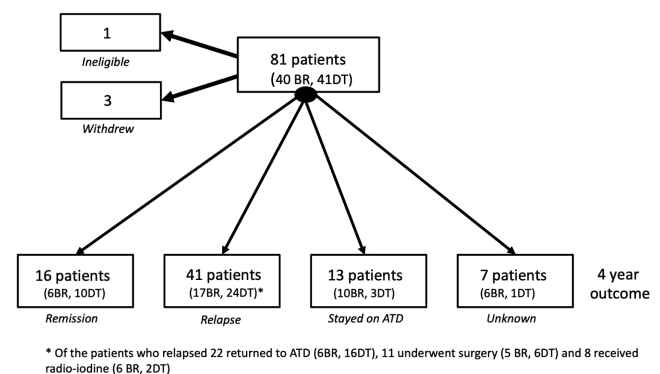 1
Ineligible
81 patients
(40 BR, 41DT)
3
Withdrew
16 patients
(6BR, 10DT)
Remission
41 patients
(17BR, 24DT)*
Relapse
13 patients
(10BR, 3DT)
Stayed on ATD
7 patients
(6BR, 1DT)
Unknown
4 year
outcome
* Of the patients who relapsed 22 returned to ATD (6BR, 16DT), 11 underwent surgery (5 BR, 6DT) and 8 received
radio-iodine (6 BR, 2DT)